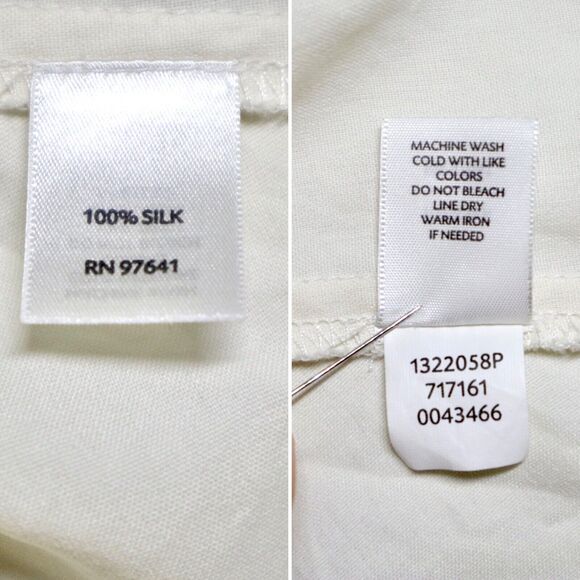 100% SILK
RN 97641
MACHINE WASH
COLD WITH LIKE
COLORS
DO NOT BLEACH
LINE DRY
WARM IRON
IF NEEDED
1322058P
717161
0043466